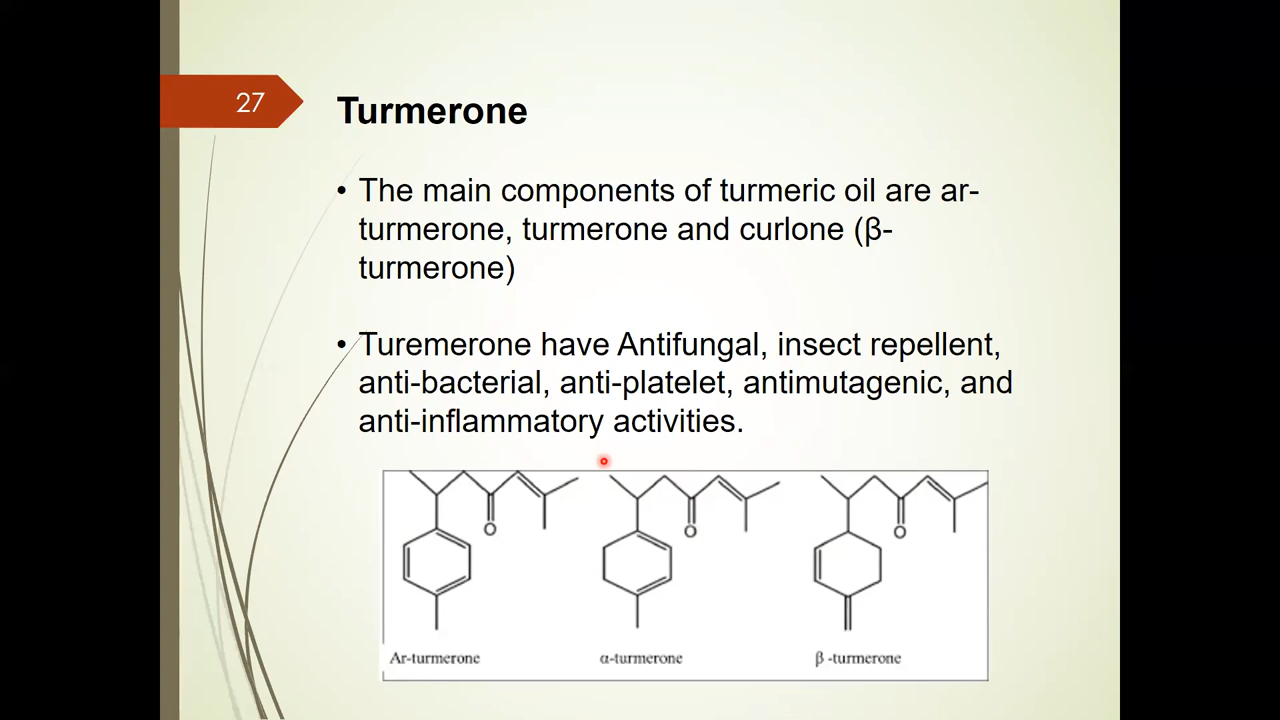 27
Turmerone
• The main components of turmeric oil are ar-
turmerone, turmerone and curlone (β-
turmerone)
• Turemerone have Antifungal, insect repellent,
anti-bacterial, anti-platelet, antimutagenic, and
anti-inflammatory activities.
O O O
Ar-turmerone α-turmerone β -turmerone